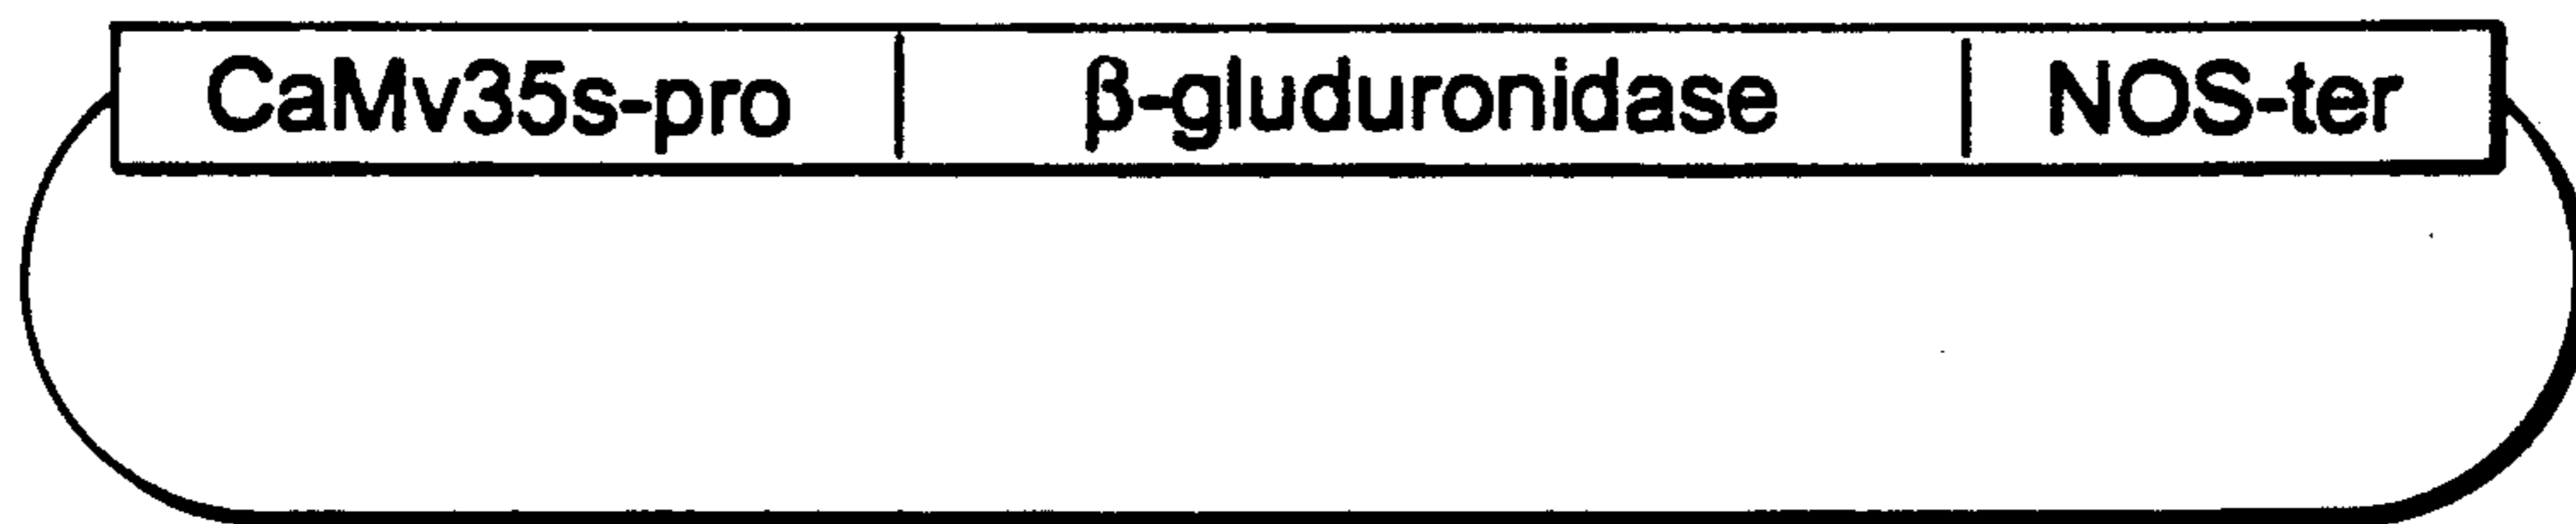 CaMv35s-pro | β-gluduronidase | NOS-ter